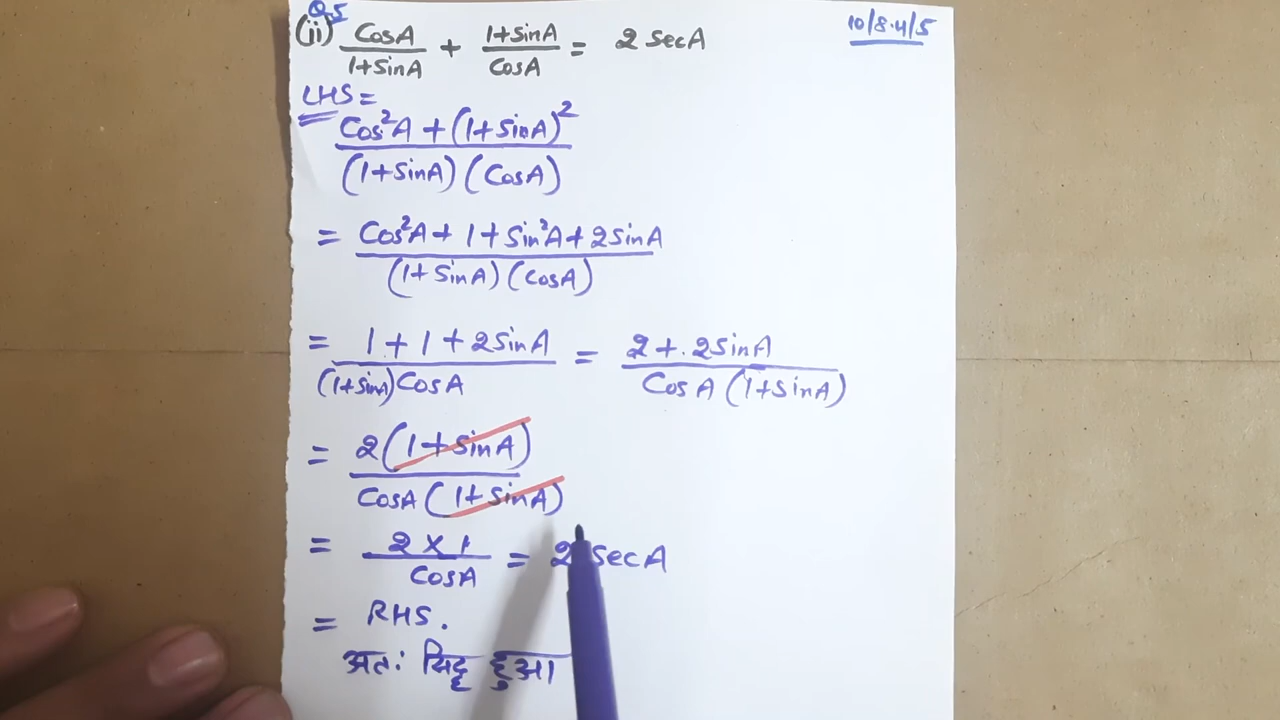 Q.5
10/8.4/5
(ii) CosA/1+SinA + 1+SinA/CosA = 2 SecA
LHS =
Cos²A + (1+SinA)²/(1+SinA) (CosA)
= Cos²A + 1 + Sin²A + 2SinA/(1+SinA) (CosA)
= 1 + 1 + 2SinA/(1+SinA) CosA = 2 + 2SinA/CosA (1+SinA)
= 2(1+SinA)/CosA (1+SinA)
= 2 × 1/CosA = 2 SecA
= RHS.
अतः सिद्ध हुआ